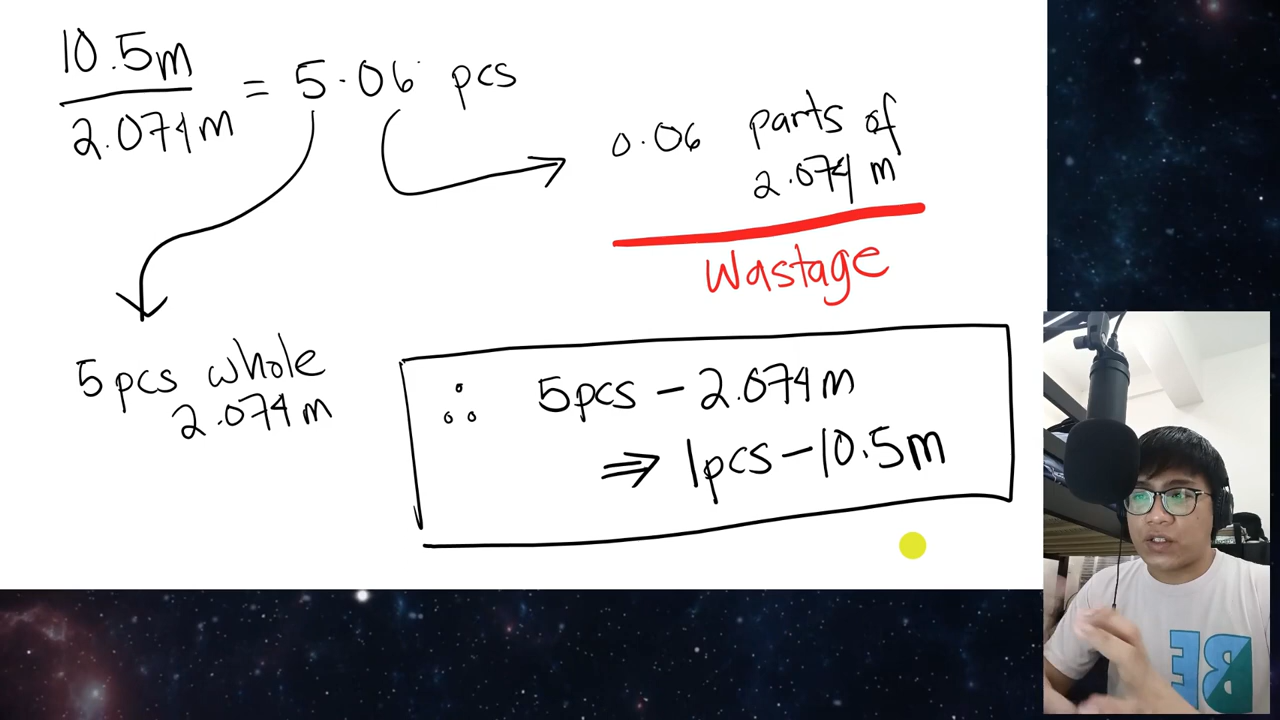 10.5m
2.074m
= 5.06 pcs
0.06 parts of
2.074 m
Wastage
5pcs whole
2.074m
∴ 5pcs – 2.074m
⇒ 1pcs – 10.5m
BE